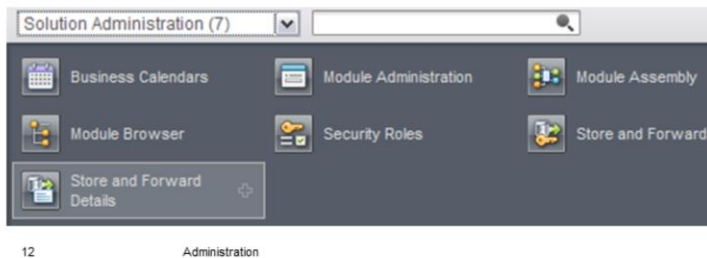 Solution Administration (7)
Business Calendars
Module Administration
Module Assembly
Module Browser
Security Roles
Store and Forward
Store and Forward
Details
12 Administration